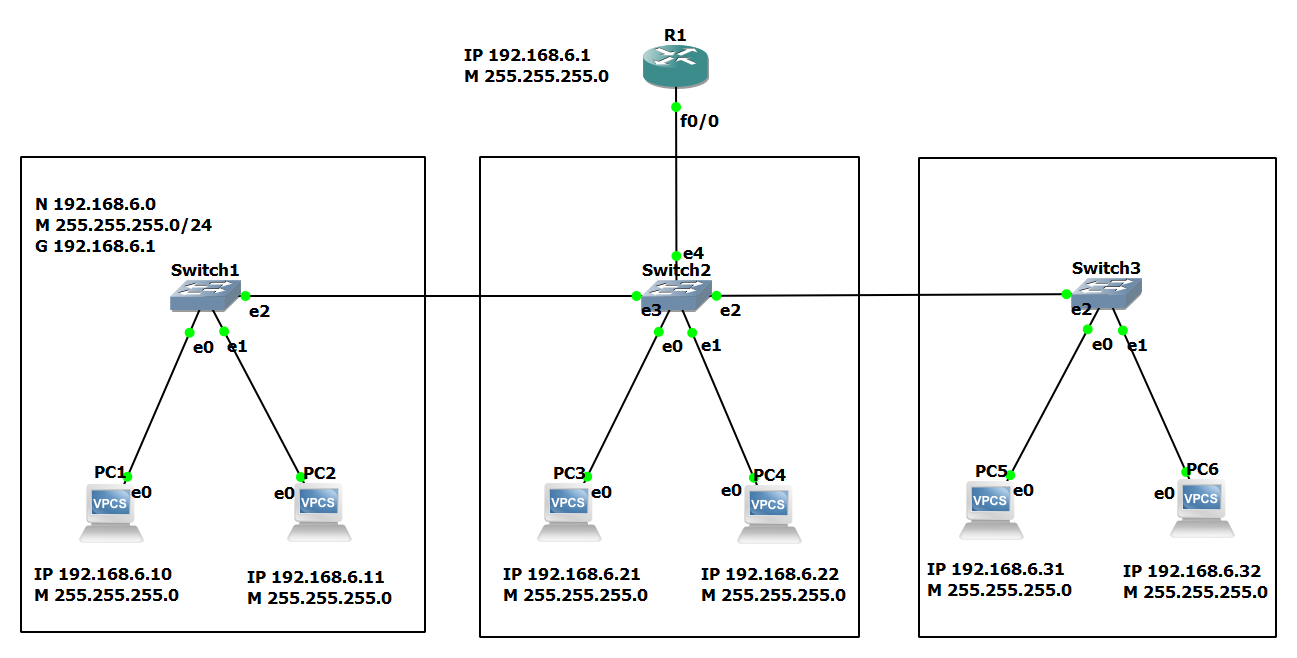 R1
IP 192.168.6.1
M 255.255.255.0
f0/0
N 192.168.6.0
M 255.255.255.0/24
G 192.168.6.1
Switch1
e2
e0
e1
PC1
e0
VPCS
PC2
e0
VPCS
IP 192.168.6.10
M 255.255.255.0
IP 192.168.6.11
M 255.255.255.0
e4
Switch2
e3
e2
e0
e1
PC3
e0
VPCS
PC4
e0
VPCS
IP 192.168.6.21
M 255.255.255.0
IP 192.168.6.22
M 255.255.255.0
Switch3
e2
e0
e1
PC5
e0
VPCS
PC6
e0
VPCS
IP 192.168.6.31
M 255.255.255.0
IP 192.168.6.32
M 255.255.255.0